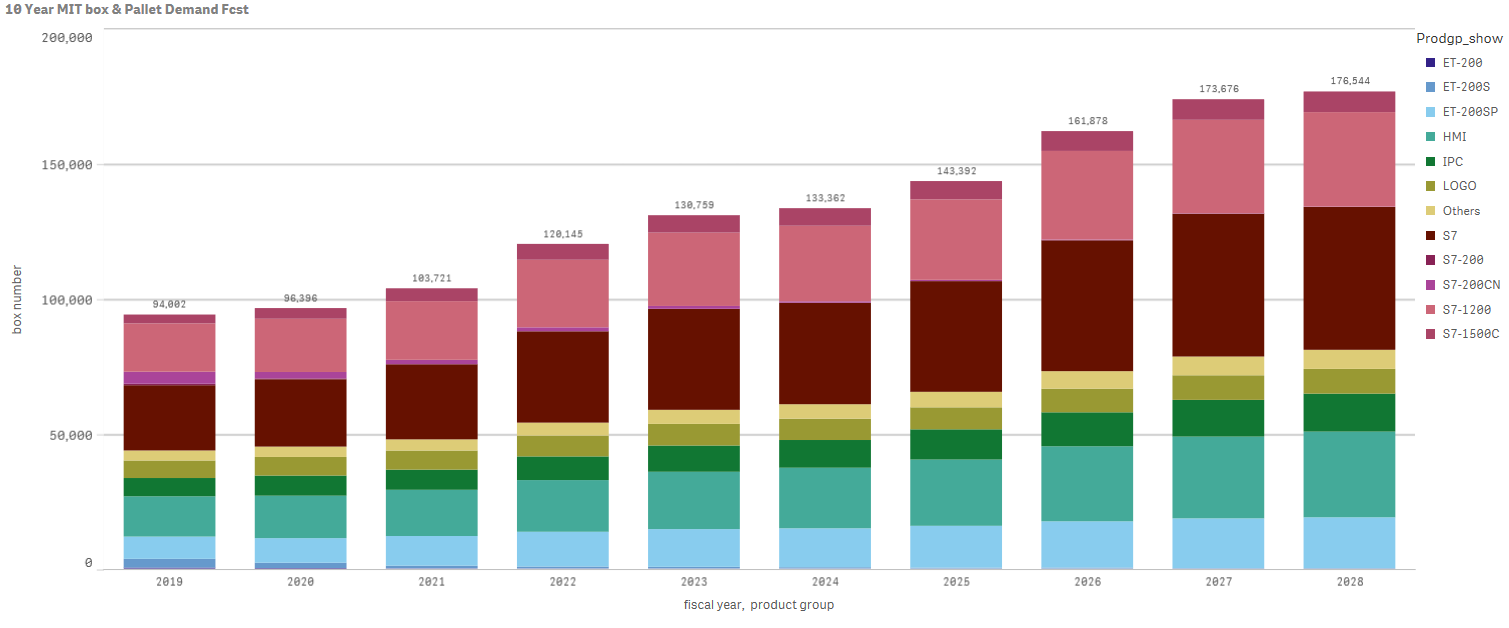 10 Year MIT box & Pallet Demand Fcst
200,000
150,000
100,000
50,000
0
box number
94,002
96,396
103,721
120,145
130,759
133,362
143,392
161,878
173,676
176,544
2019
2020
2021
2022
2023
2024
2025
2026
2027
2028
fiscal year, product group
Prodgp_show
ET-200
ET-200S
ET-200SP
HMI
IPC
LOGO
Others
S7
S7-200
S7-200CN
S7-1200
S7-1500C